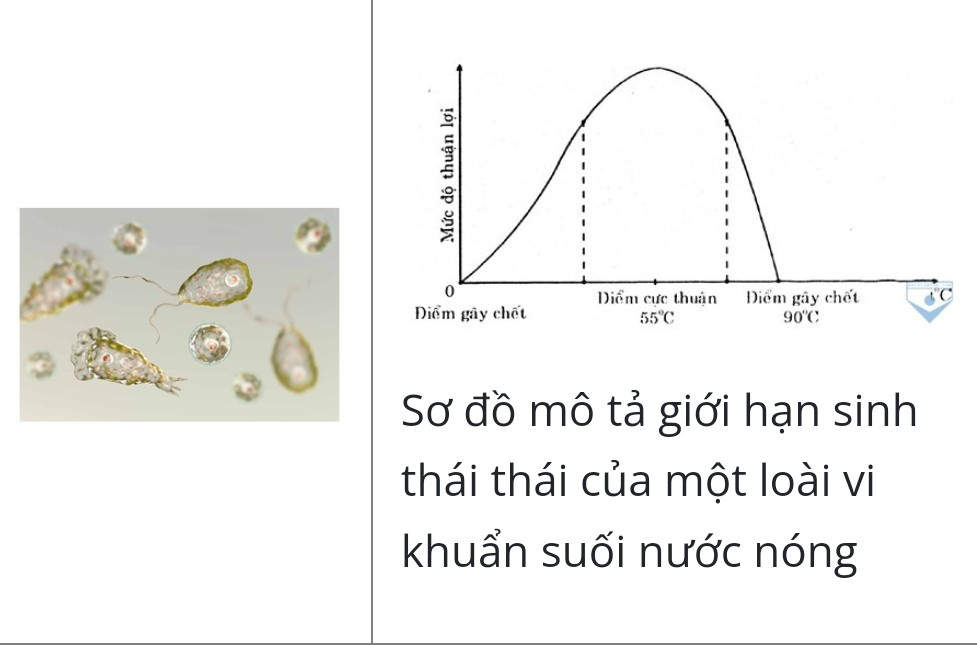 Mức độ thuận lợi
0
Điểm gây chết
Điểm cực thuận
55°C
Điểm gây chết
90°C
t°C
Sơ đồ mô tả giới hạn sinh
thái thái của một loài vi
khuẩn suối nước nóng